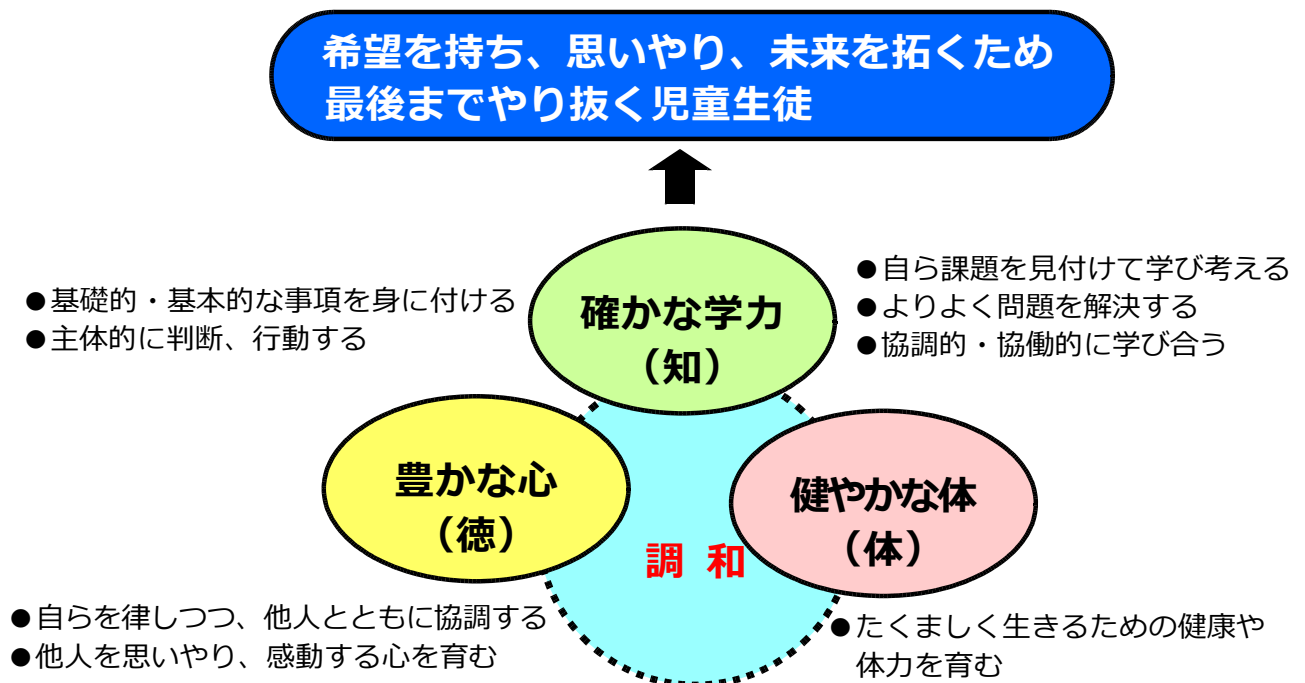 希望を持ち、思いやり、未来を拓くため
最後までやり抜く児童生徒
●基礎的・基本的な事項を身に付ける
●主体的に判断、行動する
確かな学力
（知）
●自ら課題を見付けて学び考える
●よりよく問題を解決する
●協調的・協働的に学び合う
豊かな心
（徳）
調 和
健やかな体
（体）
●自らを律しつつ、他人とともに協調する
●他人を思いやり、感動する心を育む
●たくましく生きるための健康や
体力を育む